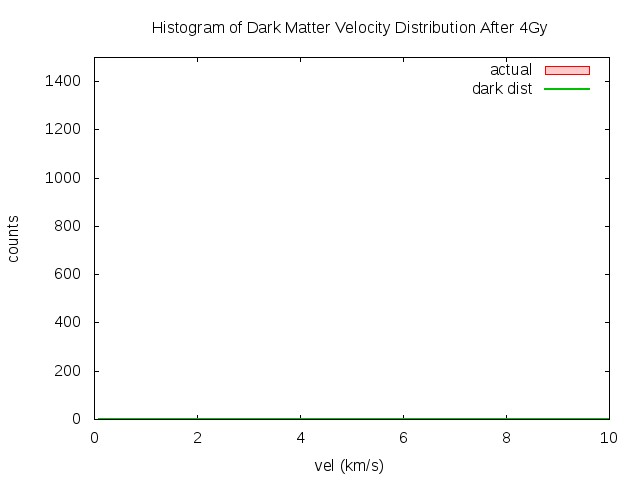 Histogram of Dark Matter Velocity Distribution After 4Gy
actual
dark dist
1400
1200
1000
800
600
400
200
0
counts
0 2 4 6 8 10
vel (km/s)